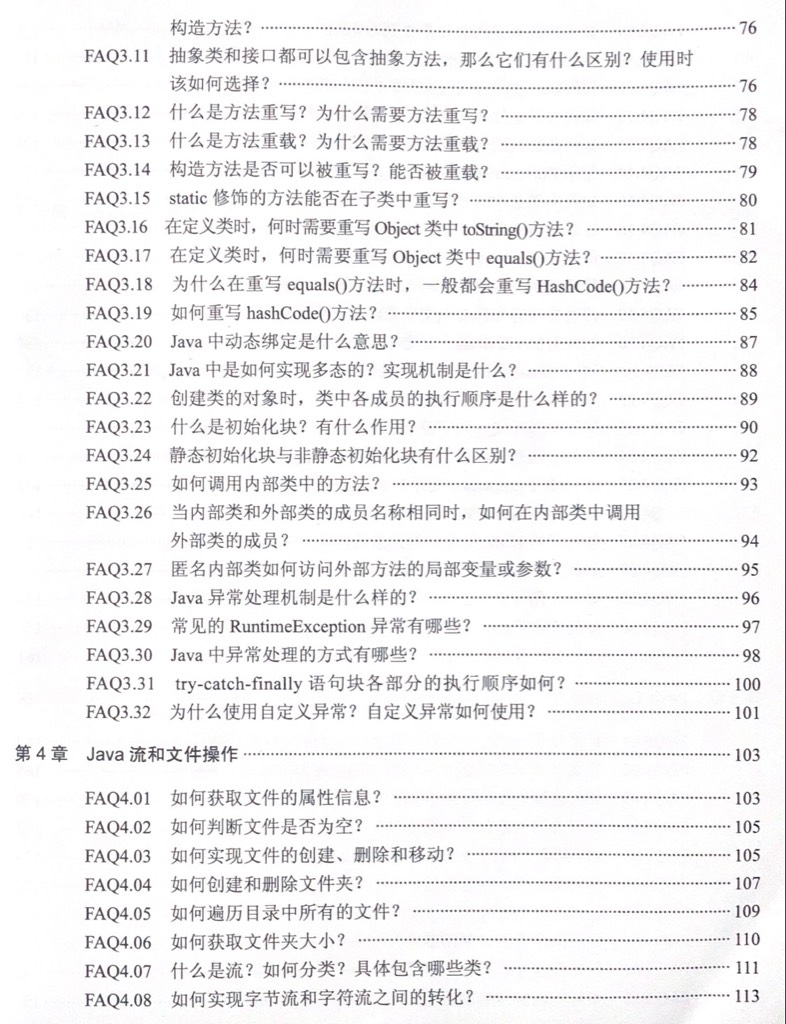 构造方法？ 76
FAQ3.11 抽象类和接口都可以包含抽象方法，那么它们有什么区别？使用时
该如何选择？ 76
FAQ3.12 什么是方法重写？为什么需要方法重写？ 78
FAQ3.13 什么是方法重载？为什么需要方法重载？ 78
FAQ3.14 构造方法是否可以被重写？能否被重载？ 79
FAQ3.15 static 修饰的方法能否在子类中重写？ 80
FAQ3.16 在定义类时，何时需要重写 Object 类中 toString()方法？ 81
FAQ3.17 在定义类时，何时需要重写 Object 类中 equals()方法？ 82
FAQ3.18 为什么在重写 equals()方法时，一般都会重写 HashCode()方法？ 84
FAQ3.19 如何重写 hashCode()方法？ 85
FAQ3.20 Java 中动态绑定是什么意思？ 87
FAQ3.21 Java 中是如何实现多态的？实现机制是什么？ 88
FAQ3.22 创建类的对象时，类中各成员的执行顺序是什么样的？ 89
FAQ3.23 什么是初始化块？有什么作用？ 90
FAQ3.24 静态初始化块与非静态初始化块有什么区别？ 92
FAQ3.25 如何调用内部类中的方法？ 93
FAQ3.26 当内部类和外部类的成员名称相同时，如何在内部类中调用
外部类的成员？ 94
FAQ3.27 匿名内部类如何访问外部方法的局部变量或参数？ 95
FAQ3.28 Java 异常处理机制是什么样的？ 96
FAQ3.29 常见的 RuntimeException 异常有哪些？ 97
FAQ3.30 Java 中异常处理的方式有哪些？ 98
FAQ3.31 try-catch-finally 语句块各部分的执行顺序如何？ 100
FAQ3.32 为什么使用自定义异常？自定义异常如何使用？ 101
第 4 章 Java 流和文件操作 103
FAQ4.01 如何获取文件的属性信息？ 103
FAQ4.02 如何判断文件是否为空？ 105
FAQ4.03 如何实现文件的创建、删除和移动？ 105
FAQ4.04 如何创建和删除文件夹？ 107
FAQ4.05 如何遍历目录中所有的文件？ 109
FAQ4.06 如何获取文件夹大小？ 110
FAQ4.07 什么是流？如何分类？具体包含哪些类？ 111
FAQ4.08 如何实现字节流和字符流之间的转化？ 113